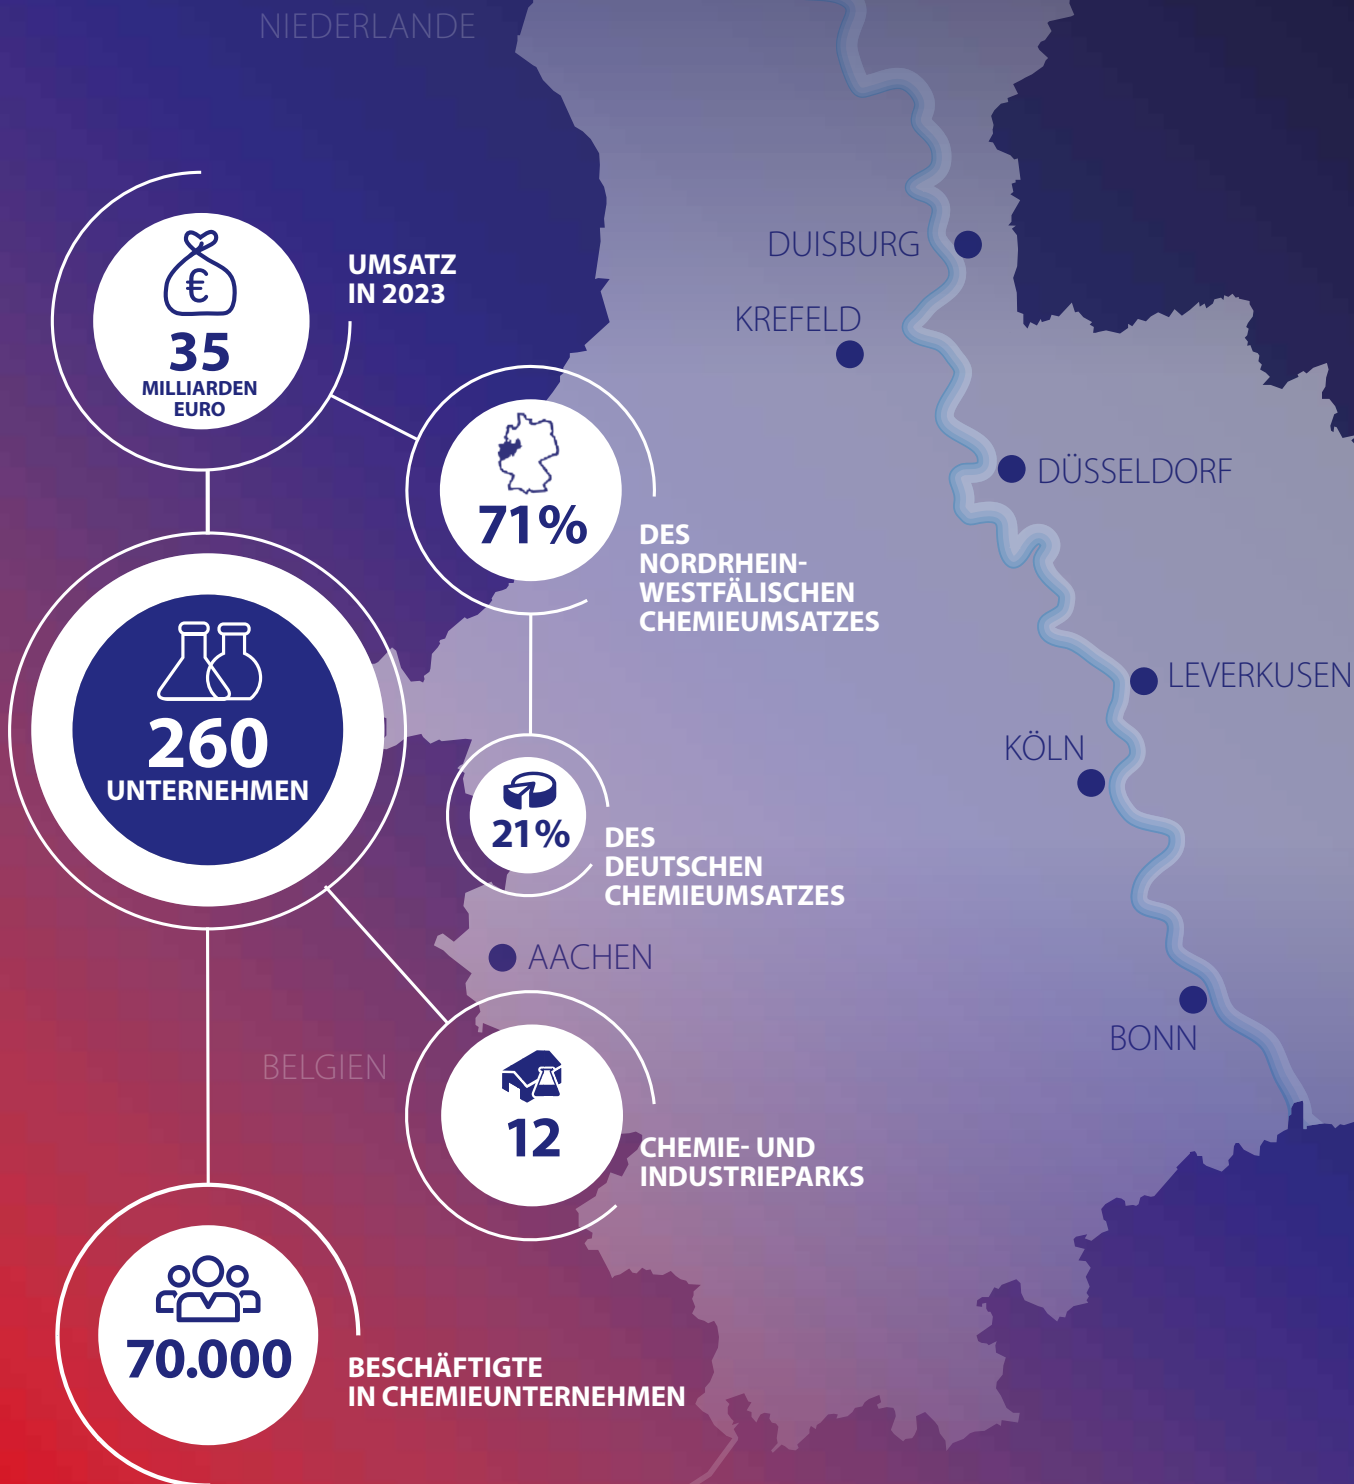 NIEDERLANDE
€
35
MILLIARDEN
EURO
UMSATZ
IN 2023
71%
DES
NORDRHEIN-
WESTFÄLISCHEN
CHEMIEUMSATZES
260
UNTERNEHMEN
21%
DES
DEUTSCHEN
CHEMIEUMSATZES
12
CHEMIE- UND
INDUSTRIEPARKS
70.000
BESCHÄFTIGTE
IN CHEMIEUNTERNEHMEN
DUISBURG
KREFELD
DÜSSELDORF
LEVERKUSEN
KÖLN
AACHEN
BONN
BELGIEN